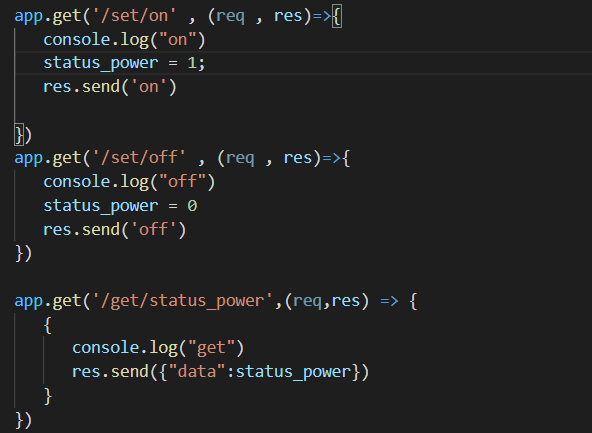 app.get('/set/on' , (req , res)=>{
console.log("on")
status_power = 1;
res.send('on')
})
app.get('/set/off' , (req , res)=>{
console.log("off")
status_power = 0
res.send('off')
})
app.get('/get/status_power',(req,res) => {
{
console.log("get")
res.send({"data":status_power})
}
})